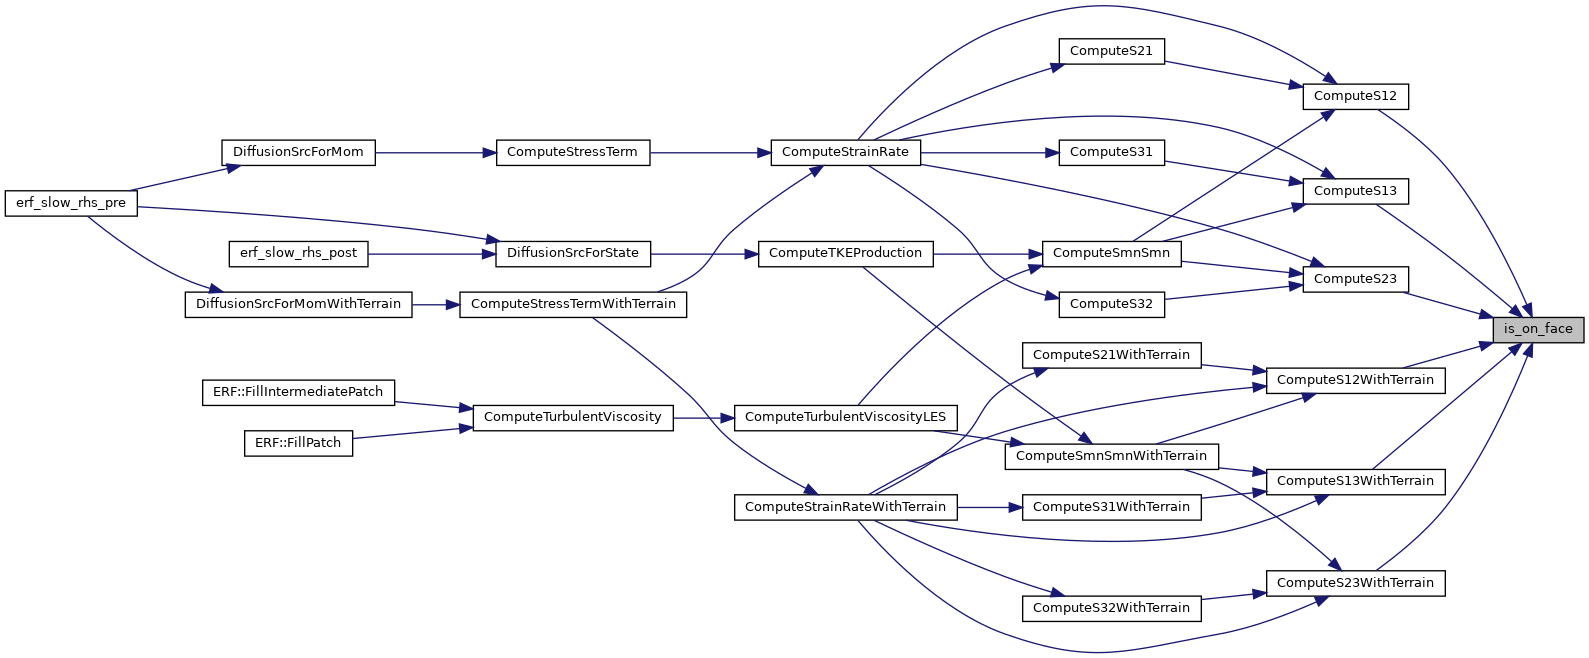 ComputeS21
ComputeS12
DiffusionSrcForMom
ComputeStressTerm
ComputeStrainRate
ComputeS31
ComputeS13
erf_slow_rhs_pre
erf_slow_rhs_post
DiffusionSrcForState
ComputeTKEProduction
ComputeSmnSmn
ComputeS23
DiffusionSrcForMomWithTerrain
ComputeStressTermWithTerrain
ComputeS32
is_on_face
ComputeS21WithTerrain
ComputeS12WithTerrain
ERF::FillIntermediatePatch
ComputeTurbulentViscosity
ComputeTurbulentViscosityLES
ERF::FillPatch
ComputeSmnSmnWithTerrain
ComputeS13WithTerrain
ComputeStrainRateWithTerrain
ComputeS31WithTerrain
ComputeS23WithTerrain
ComputeS32WithTerrain